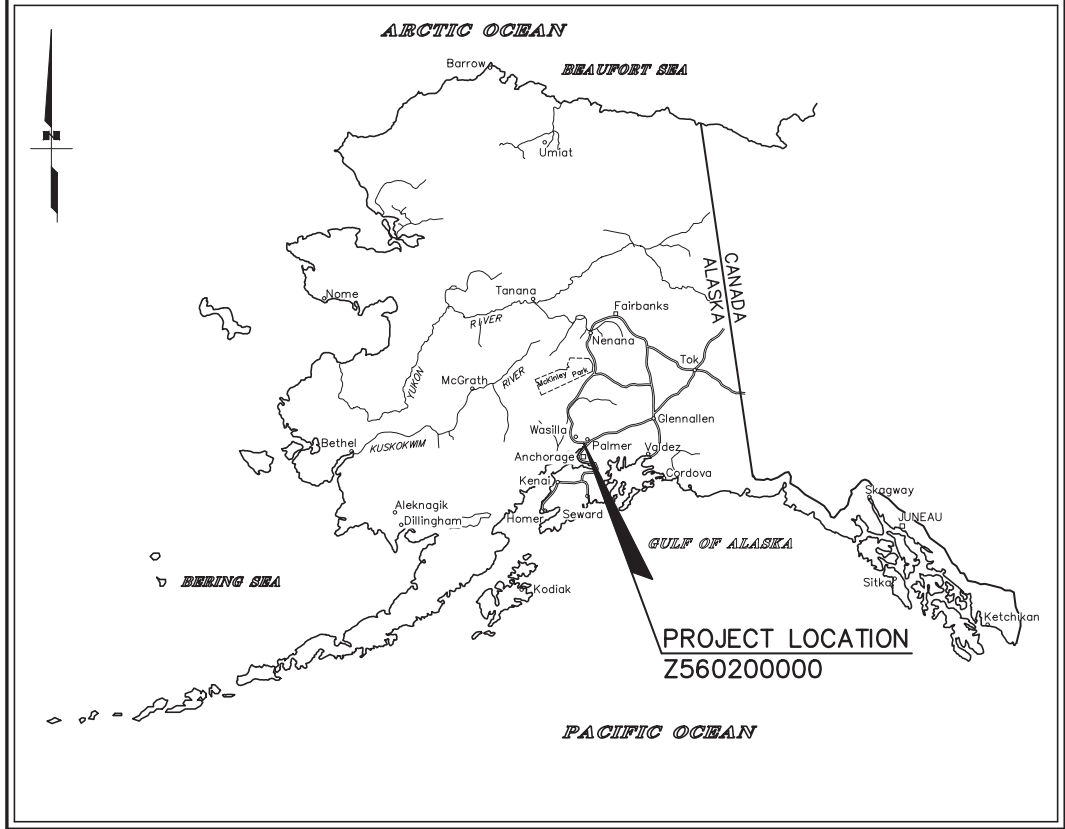 ARCTIC OCEAN
Barrow
BEAUFORT SEA
N
Umiat
CANADA
ALASKA
Nome
Tanana
Fairbanks
RIVER
Nenana
Tok
McKinley Park
McGrath
RIVER
YUKON
Glennallen
Wasilla
Bethel
KUSKOKWIM
Palmer
Valdez
Anchorage
Cordova
Kenai
Skagway
Aleknagik
Dillingham
Homer
Seward
JUNEAU
GULF OF ALASKA
BERING SEA
Kodiak
Sitka
Ketchikan
PROJECT LOCATION
Z560200000
PACIFIC OCEAN